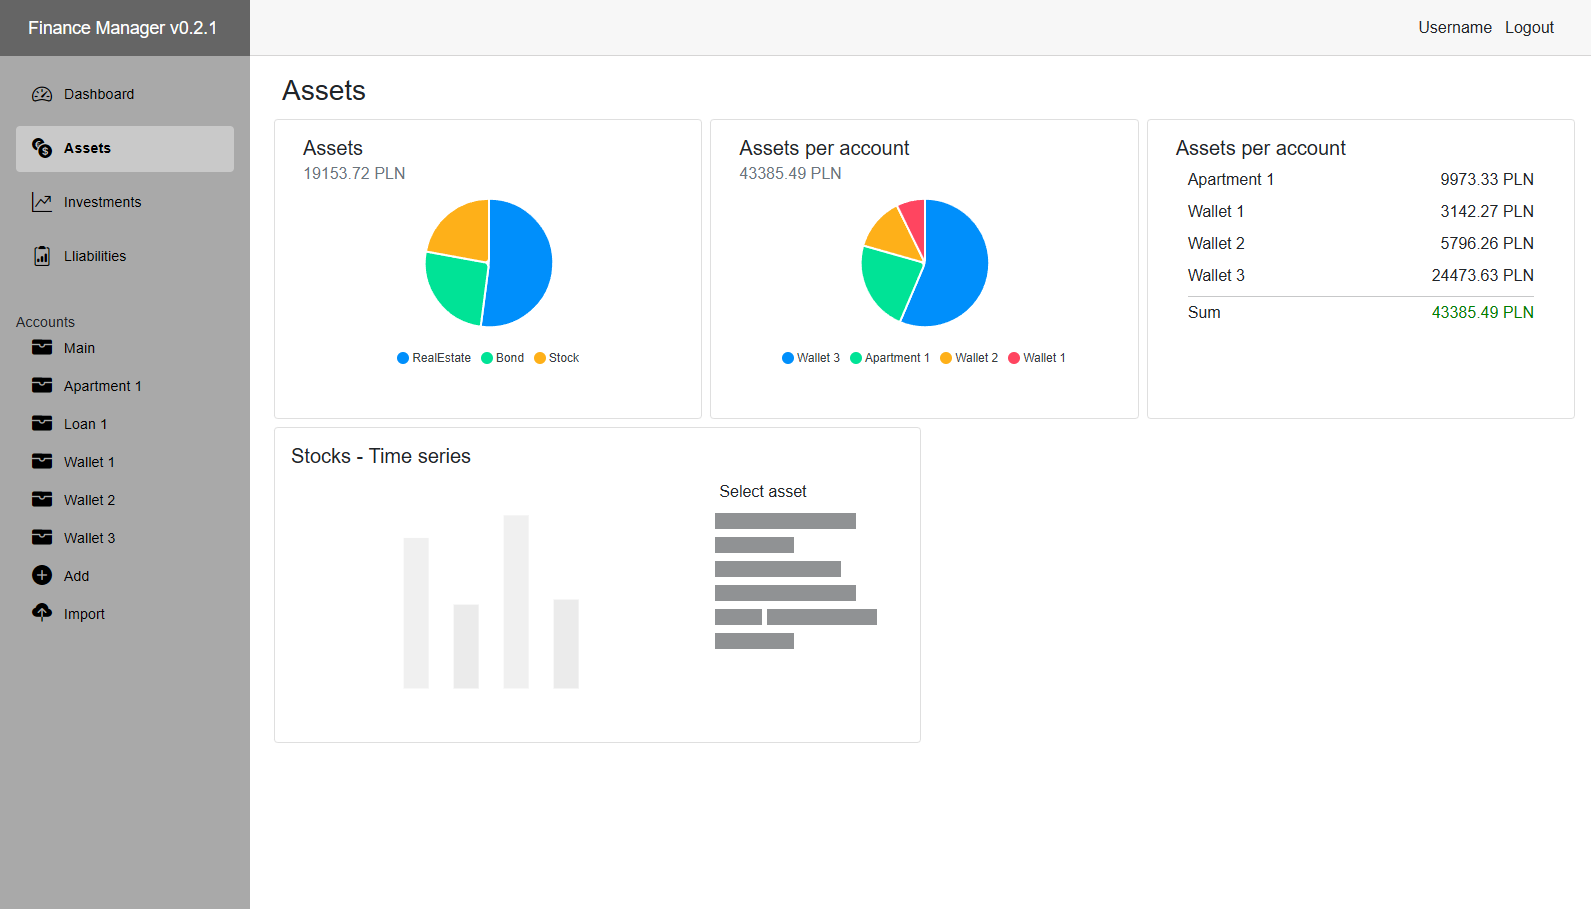 Finance Manager v0.2.1
Username Logout
Dashboard
Assets
Investments
Lliabilities
Accounts
Main
Apartment 1
Loan 1
Wallet 1
Wallet 2
Wallet 3
Add
Import
Assets
Assets
19153.72 PLN
RealEstate Bond Stock
Assets per account
43385.49 PLN
Wallet 3 Apartment 1 Wallet 2 Wallet 1
Assets per account
Apartment 1 9973.33 PLN
Wallet 1 3142.27 PLN
Wallet 2 5796.26 PLN
Wallet 3 24473.63 PLN
Sum 43385.49 PLN
Stocks - Time series
Select asset